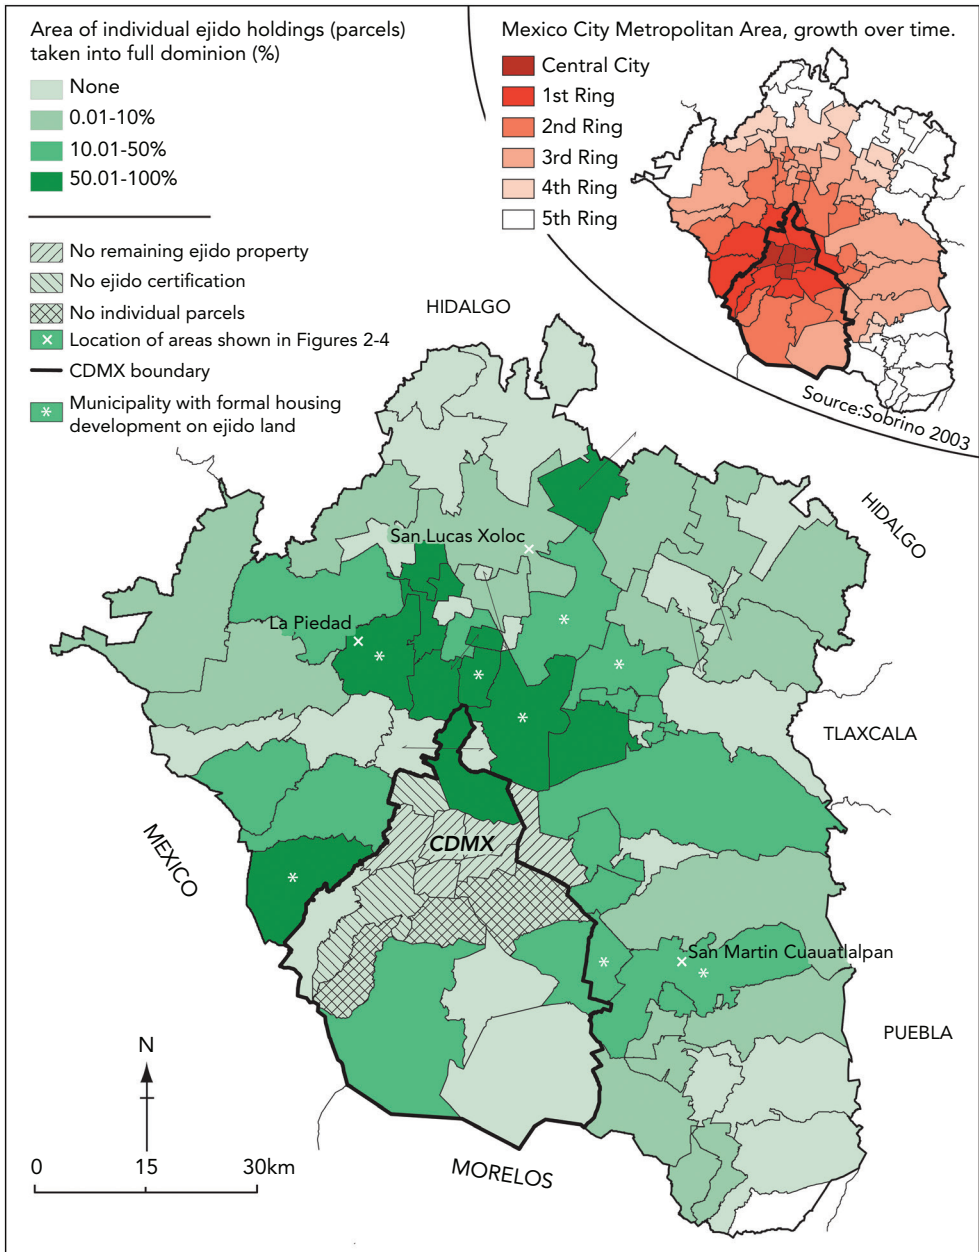 Area of individual ejido holdings (parcels)
taken into full dominion (%)
None
0.01-10%
10.01-50%
50.01-100%
No remaining ejido property
No ejido certification
No individual parcels
Location of areas shown in Figures 2-4
CDMX boundary
Municipality with formal housing
development on ejido land
Mexico City Metropolitan Area, growth over time.
Central City
1st Ring
2nd Ring
3rd Ring
4th Ring
5th Ring
Source:Sobrino 2003
HIDALGO
HIDALGO
San Lucas Xoloc
La Piedad
TLAXCALA
MEXICO
CDMX
San Martin Cuauatlalpan
PUEBLA
N
MORELOS
0 15 30km